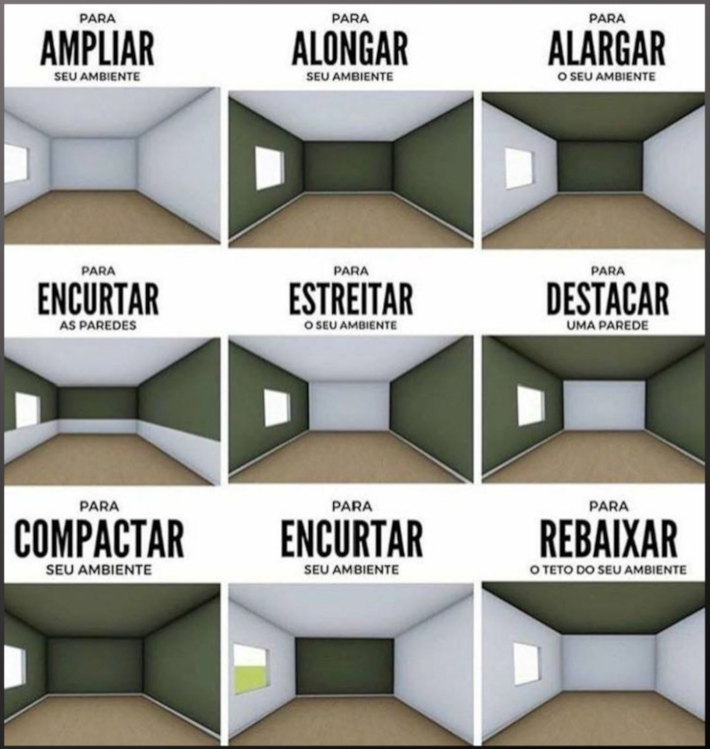 PARA
AMPLIAR
SEU AMBIENTE
PARA
ALONGAR
SEU AMBIENTE
PARA
ALARGAR
O SEU AMBIENTE
PARA
ENCURTAR
AS PAREDES
PARA
ESTREITAR
O SEU AMBIENTE
PARA
DESTACAR
UMA PAREDE
PARA
COMPACTAR
SEU AMBIENTE
PARA
ENCURTAR
SEU AMBIENTE
PARA
REBAIXAR
O TETO DO SEU AMBIENTE